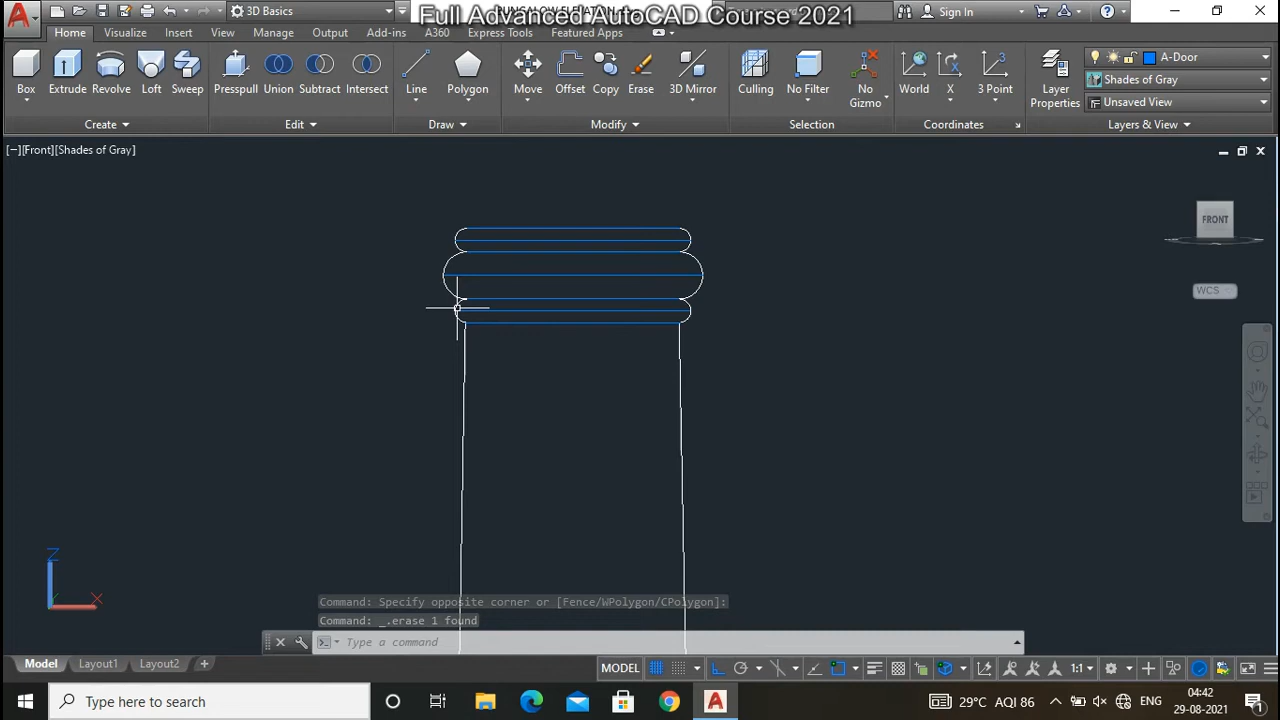 Full Advanced AutoCAD Course 2021
3D Basics
Sign In
Home Visualize Insert View Manage Output Add-ins A360 Express Tools Featured Apps
Box Extrude Revolve Loft Sweep Presspull Union Subtract Intersect Line Polygon Move Offset Copy Erase 3D Mirror Culling No Filter No Gizmo World X 3 Point Layer Properties
A-Door
Shades of Gray
Unsaved View
Create Edit Draw Modify Selection Coordinates Layers & View
[−][Front][Shades of Gray]
FRONT
WCS
Z
X
Command: Specify opposite corner or [Fence/WPolygon/CPolygon]:
Command: _.erase 1 found
Type a command
Model Layout1 Layout2 +
MODEL 1:1
Type here to search
29°C AQI 86 ENG 04:42
29-08-2021
1